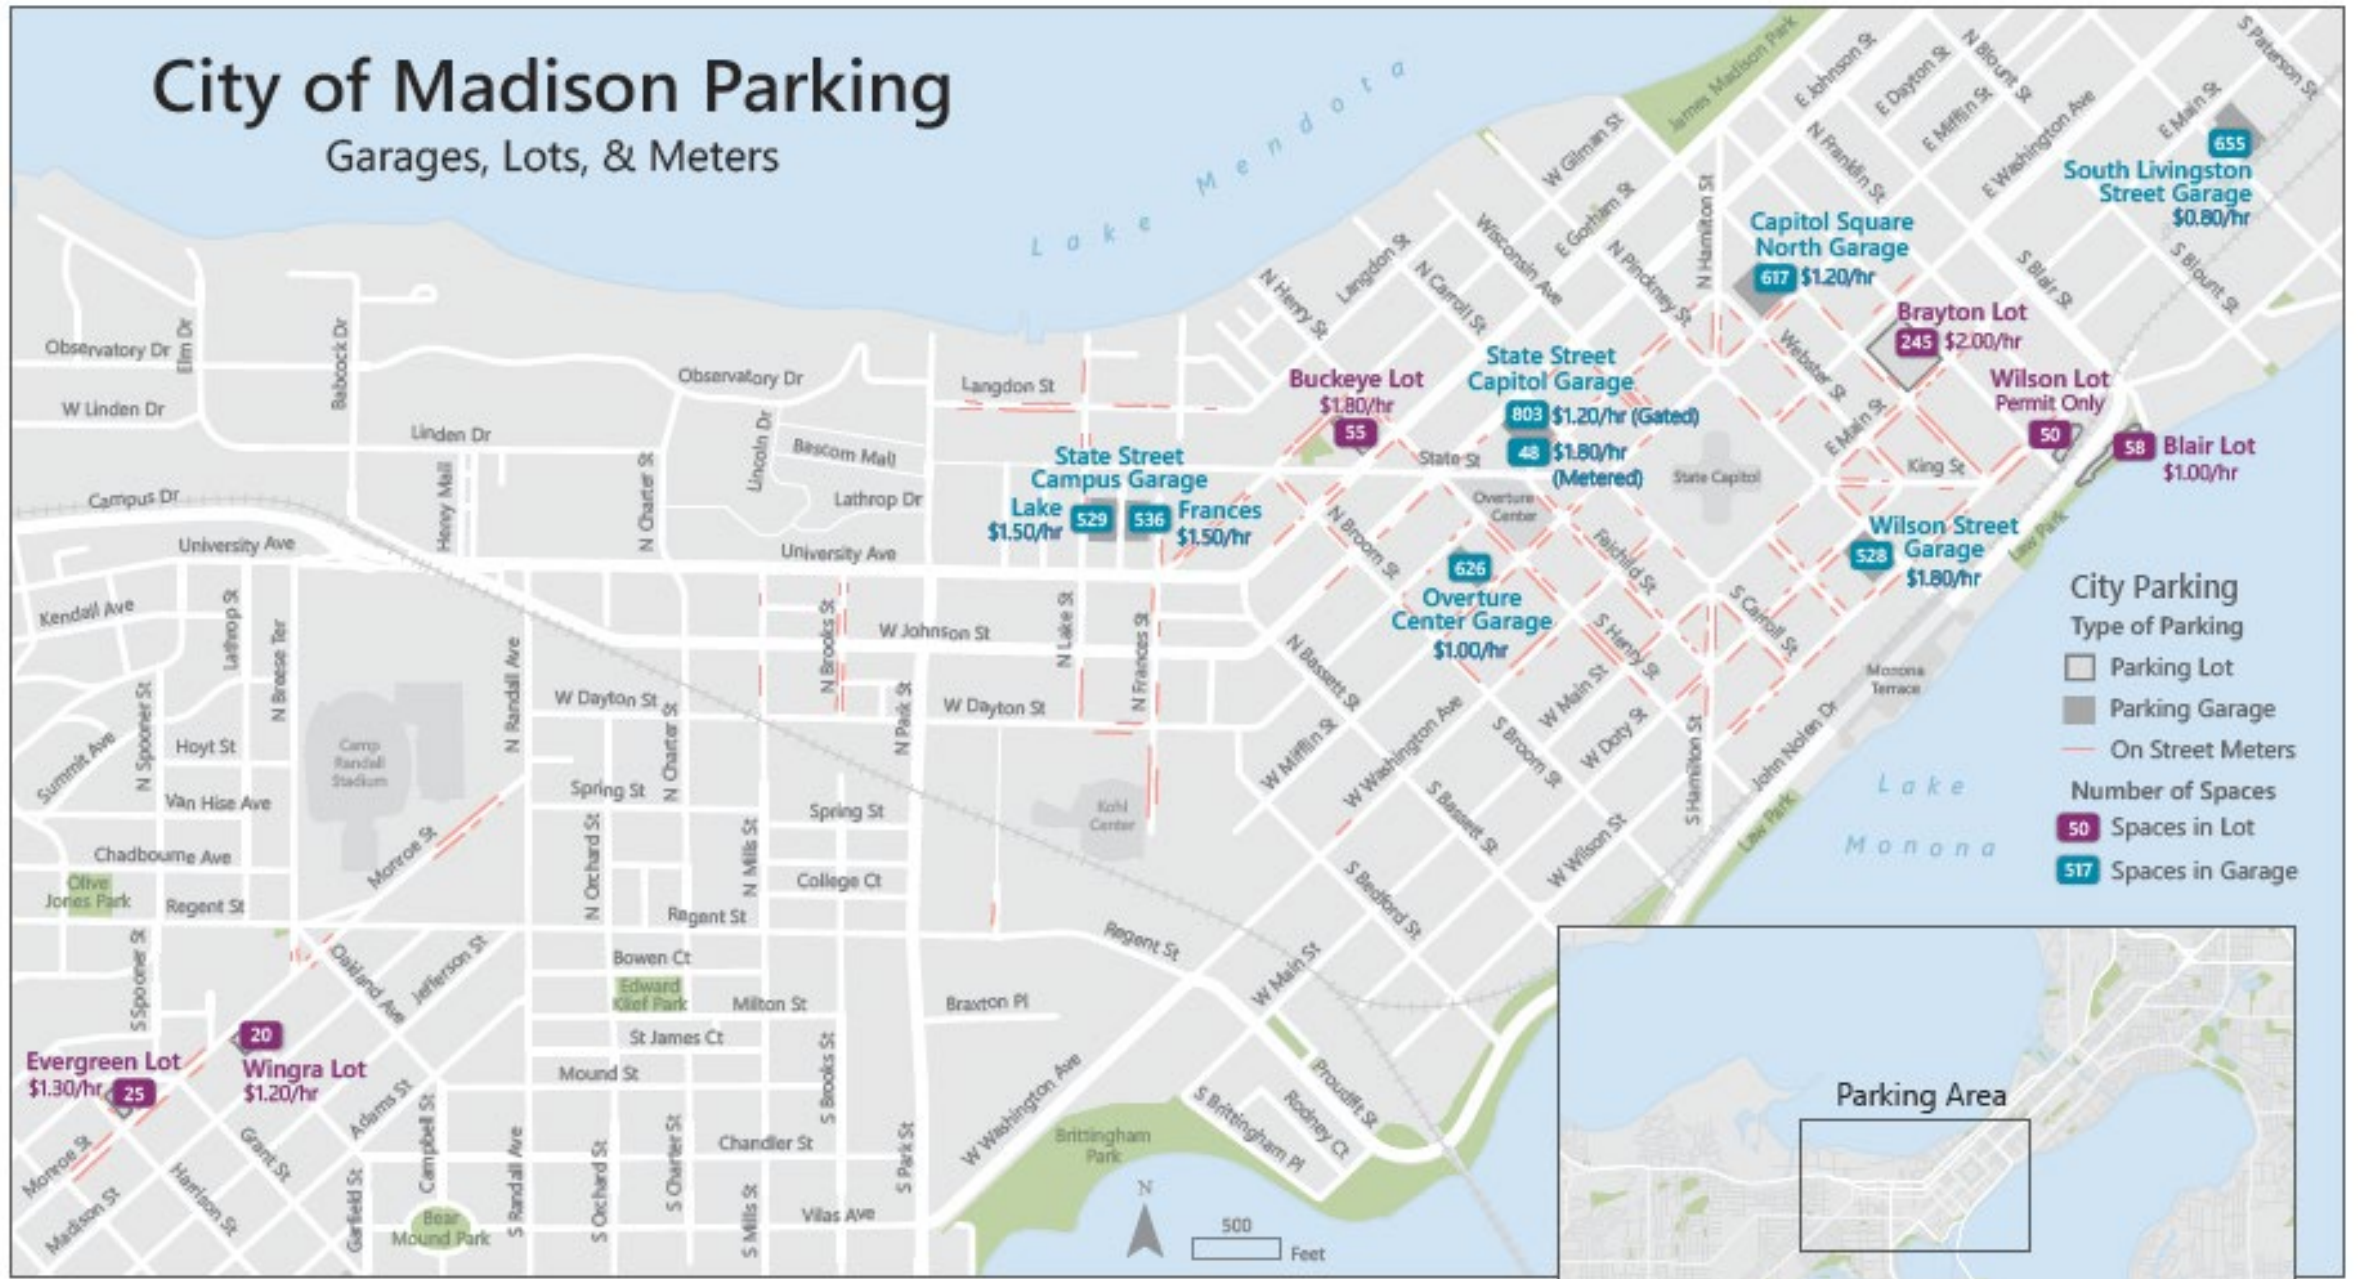 City of Madison Parking
Garages, Lots, & Meters
Lake Mendota
James Madison Park
E Johnson St
N Blount St
E Dayton St
E Mifflin St
N Franklin St
E Washington Ave
S Paterson St
E Main St
655
South Livingston
Street Garage
$0.80/hr
S Blair St
S Blount St
W Gilman St
E Gorham St
N Hamilton St
Wisconsin Ave
N Pinckney St
Langdon St
N Carroll St
N Henry St
Capitol Square
North Garage
617 $1.20/hr
Brayton Lot
245 $2.00/hr
Webster St
E Main St
King St
Wilson Lot
Permit Only
50
58 Blair Lot
$1.00/hr
Buckeye Lot
$1.80/hr
55
State Street
Capitol Garage
803 $1.20/hr (Gated)
48 $1.80/hr
(Metered)
State St
State Capitol
Overture
Center
Wilson Street
Garage
528
$1.80/hr
Law Park
Observatory Dr
Elm Dr
Babcock Dr
W Linden Dr
Linden Dr
Observatory Dr
Lincoln Dr
Bascom Mall
Lathrop Dr
Langdon St
Henry Mall
N Charter St
Campus Dr
University Ave
University Ave
State Street
Campus Garage
Lake
$1.50/hr
529
536
Frances
$1.50/hr
N Broom St
Fairchild St
626
Overture
Center Garage
$1.00/hr
S Carroll St
S Henry St
Kendall Ave
Lathrop St
N Breese Ter
N Randall Ave
N Brooks St
W Johnson St
N Lake St
N Frances St
N Bassett St
W Dayton St
N Charter St
N Park St
W Dayton St
W Mifflin St
W Washington Ave
S Broom St
W Main St
W Doty St
S Hamilton St
John Nolen Dr
Monona
Terrace
Summit Ave
N Spooner St
Hoyt St
Van Hise Ave
Camp
Randall
Stadium
Monroe St
Spring St
N Orchard St
N Mills St
Spring St
College Ct
Kohl
Center
S Bassett St
W Wilson St
Law Park
Lake
Monona
Chadbourne Ave
Olive
Jones Park
Regent St
Regent St
Regent St
S Bedford St
W Main St
S Spooner St
Oakland Ave
Jefferson St
Bowen Ct
Edward
Klief Park
Milton St
St James Ct
Mound St
Braxton Pl
S Brooks St
20
Wingra Lot
$1.20/hr
Evergreen Lot
$1.30/hr 25
Adams St
Campbell St
Grant St
Harrison St
Monroe St
Madison St
Garfield St
Bear
Mound Park
S Randall Ave
S Orchard St
S Charter St
Chandler St
S Mills St
Vilas Ave
S Park St
W Washington Ave
Brittingham
Park
S Brittingham Pl
Rodney Ct
Proudfit St
N
500
Feet
City Parking
Type of Parking
Parking Lot
Parking Garage
On Street Meters
Number of Spaces
50 Spaces in Lot
517 Spaces in Garage
Parking Area